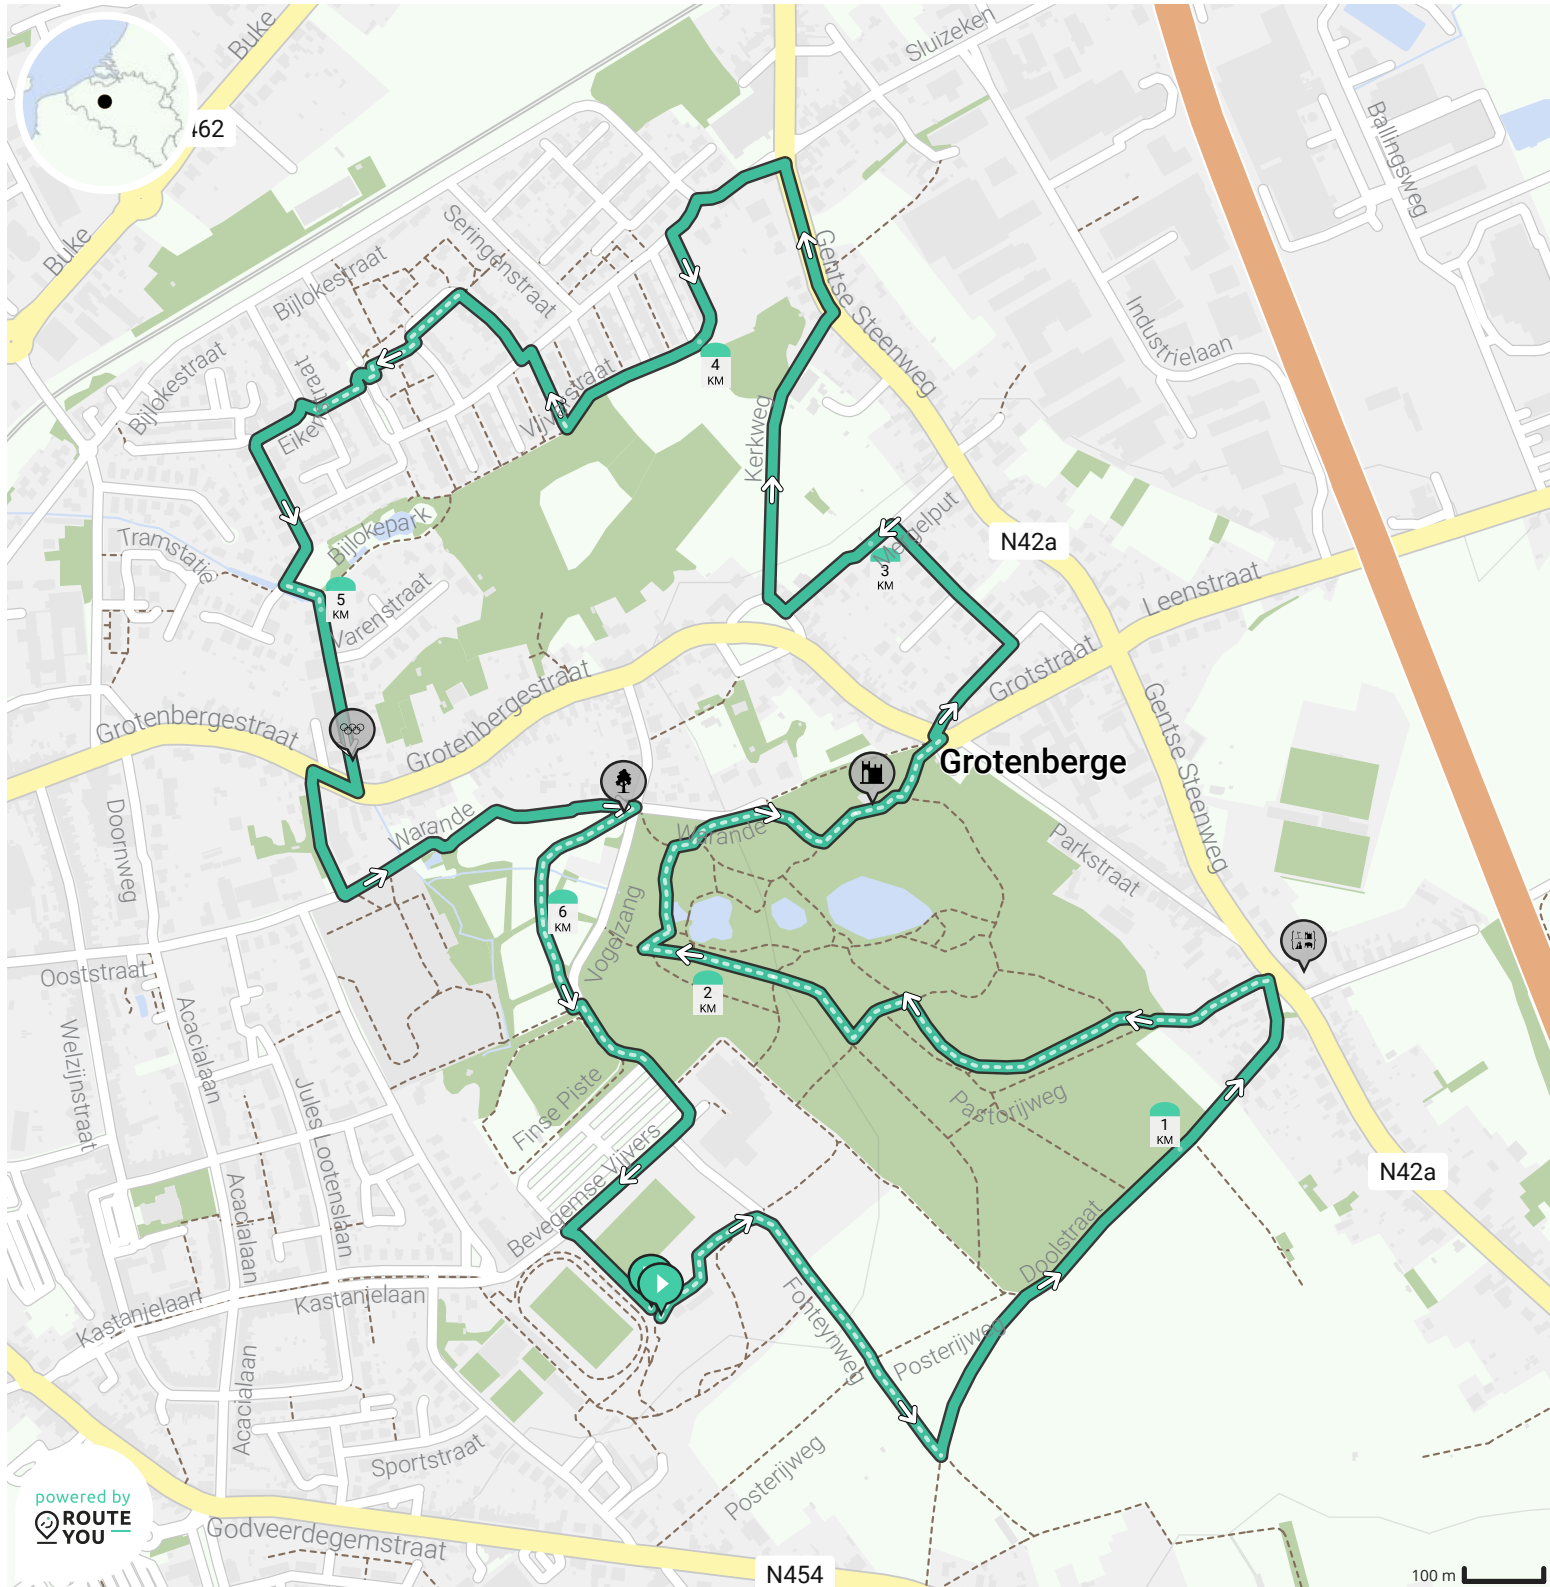 Buke
Sluizeken
462
Ballingsweg
Buke
Seringenstraat
Gentse Steenweg
Bijlokestraat
Industrielaan
Bijlokestraat
4
KM
Vijverstraat
Kerkweg
Mergelput
Bijlokepark
Tramstatie
N42a
3
KM
Leenstraat
5
KM
Varenstraat
Grotstraat
Grotenbergestraat
Grotenbergestraat
Gentse Steenweg
Grotenberge
Doornweg
Warande
Warande
Parkstraat
6
KM
Vogelzang
Ooststraat
2
KM
Acacialaan
Welzijnstraat
Jules Lootenslaan
Finse Piste
Pastorijweg
1
KM
Bevegemse Vijvers
N42a
Acacialaan
Doolstraat
Kastanjelaan
Kastanjelaan
Fonteynweg
Posterijweg
Acacialaan
Sportstraat
Posterijweg
powered by
ROUTE
YOU
Godveerdegemstraat
N454
100 m